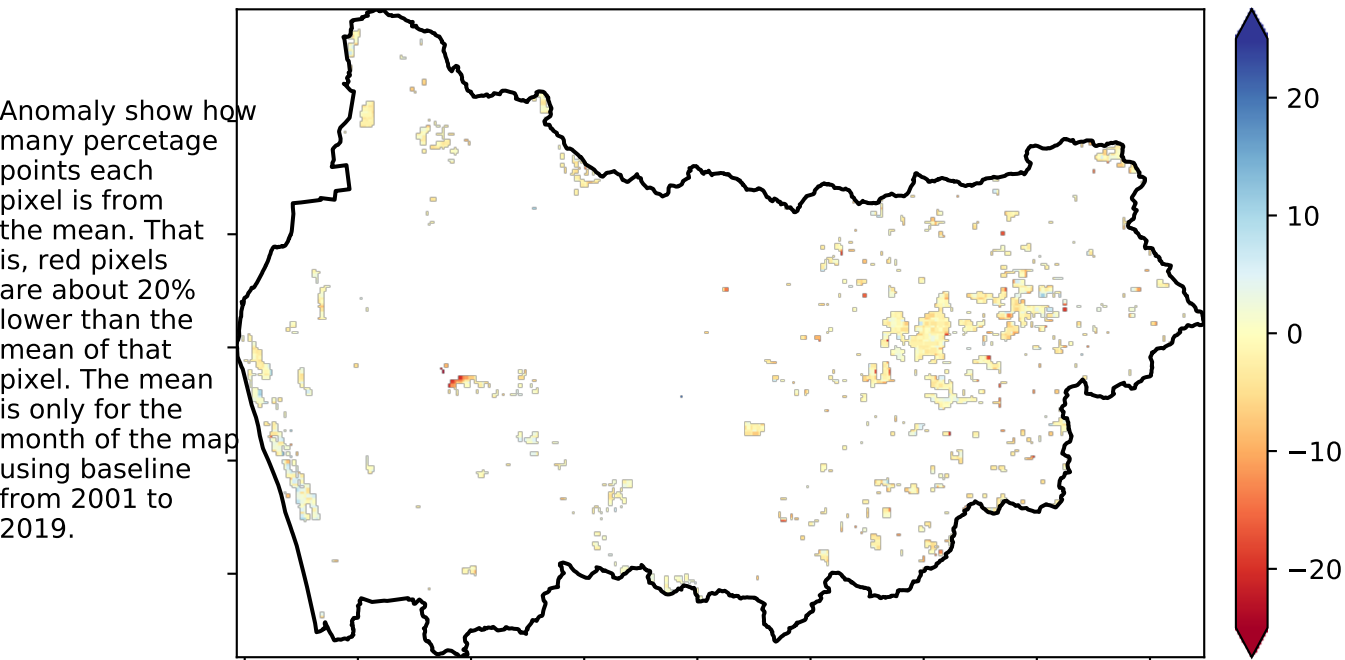 Anomaly show how
many percetage
points each
pixel is from
the mean. That
is, red pixels
are about 20%
lower than the
mean of that
pixel. The mean
is only for the
month of the map
using baseline
from 2001 to
2019.
20
10
0
−10
−20